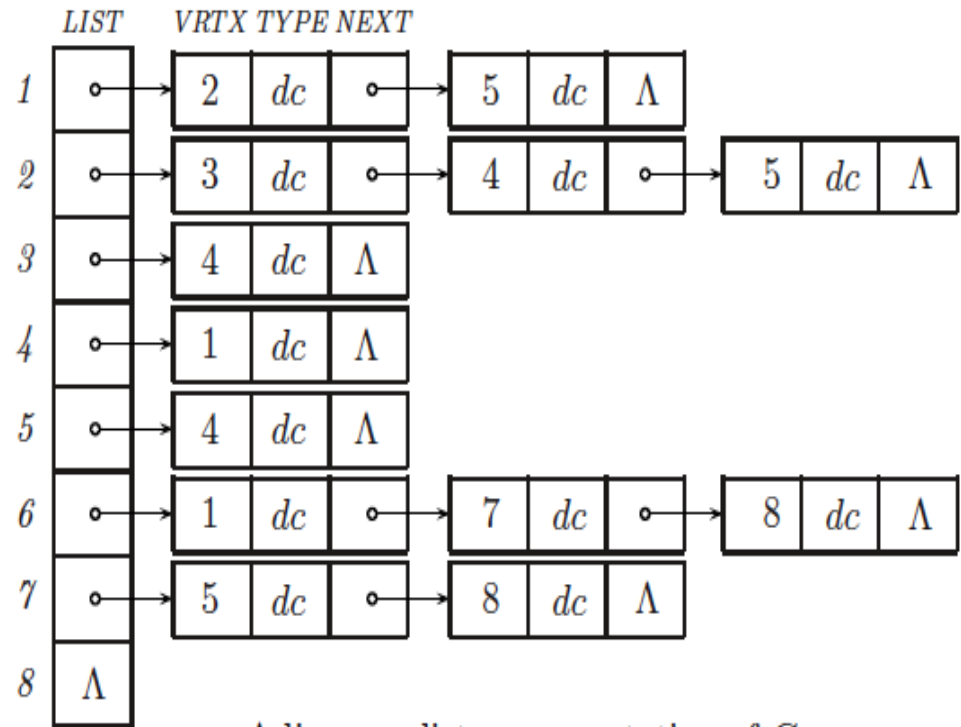 LIST VRTX TYPE NEXT
1 2 dc 5 dc Λ
2 3 dc 4 dc 5 dc Λ
3 4 dc Λ
4 1 dc Λ
5 4 dc Λ
6 1 dc 7 dc 8 dc Λ
7 5 dc 8 dc Λ
8 Λ